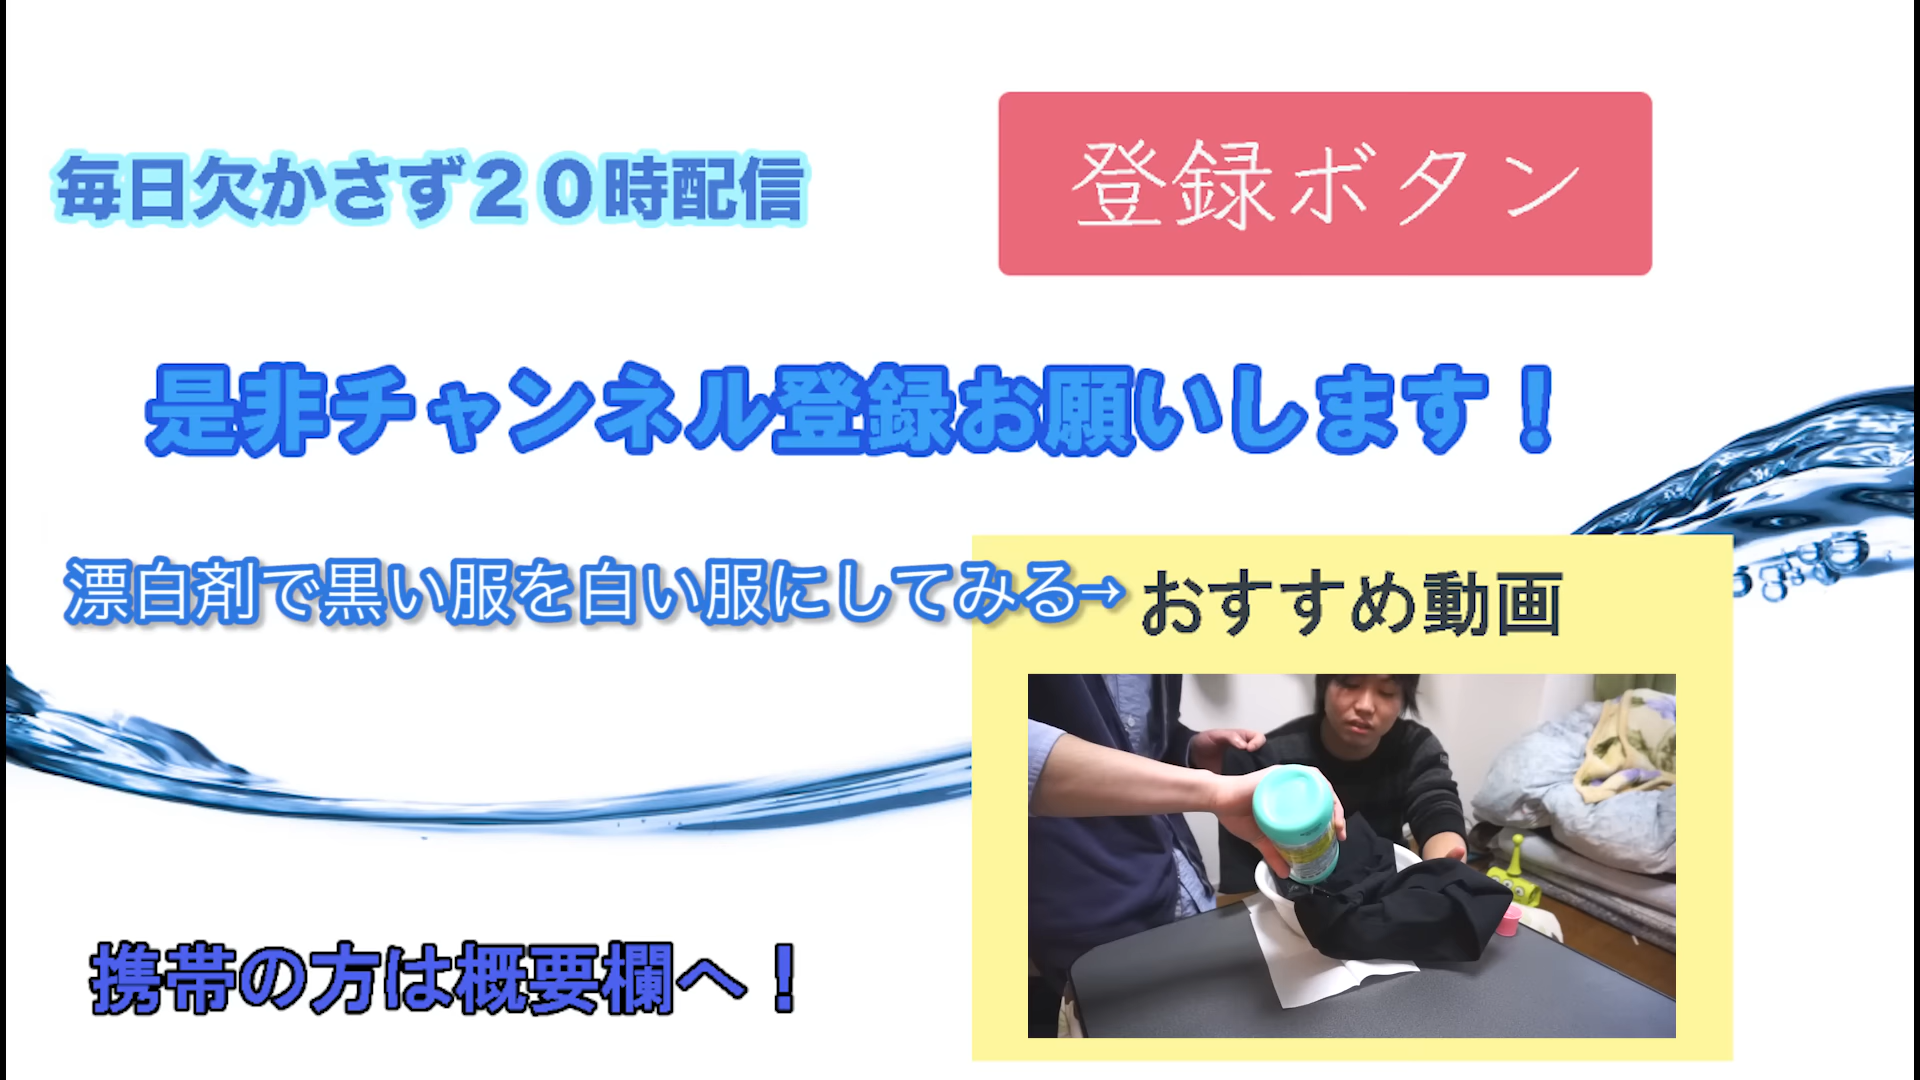 毎日欠かさず２０時配信
登録ボタン
是非チャンネル登録お願いします！
漂白剤で黒い服を白い服にしてみる→
おすすめ動画
携帯の方は概要欄へ！